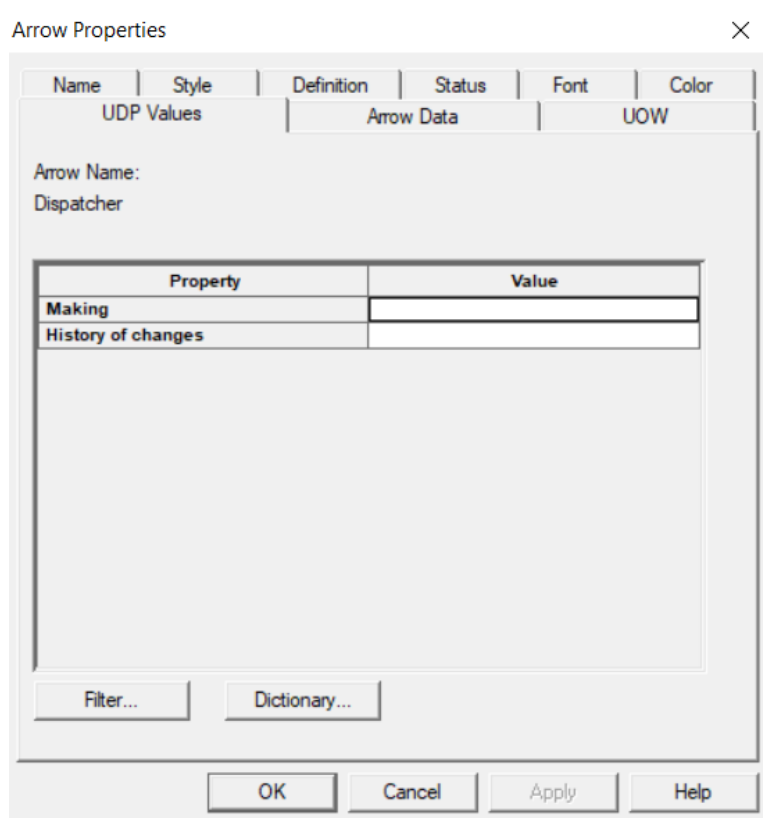 Arrow Properties
Name Style Definition Status Font Color
UDP Values Arrow Data UOW
Arrow Name:
Dispatcher
Property Value
Making
History of changes
Filter... Dictionary...
OK Cancel Apply Help